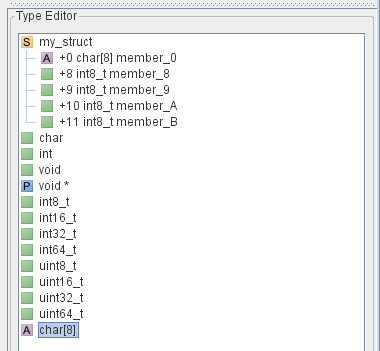 Type Editor
S my_struct
A +0 char[8] member_0
+8 int8_t member_8
+9 int8_t member_9
+10 int8_t member_A
+11 int8_t member_B
char
int
void
P void *
int8_t
int16_t
int32_t
int64_t
uint8_t
uint16_t
uint32_t
uint64_t
A char[8]